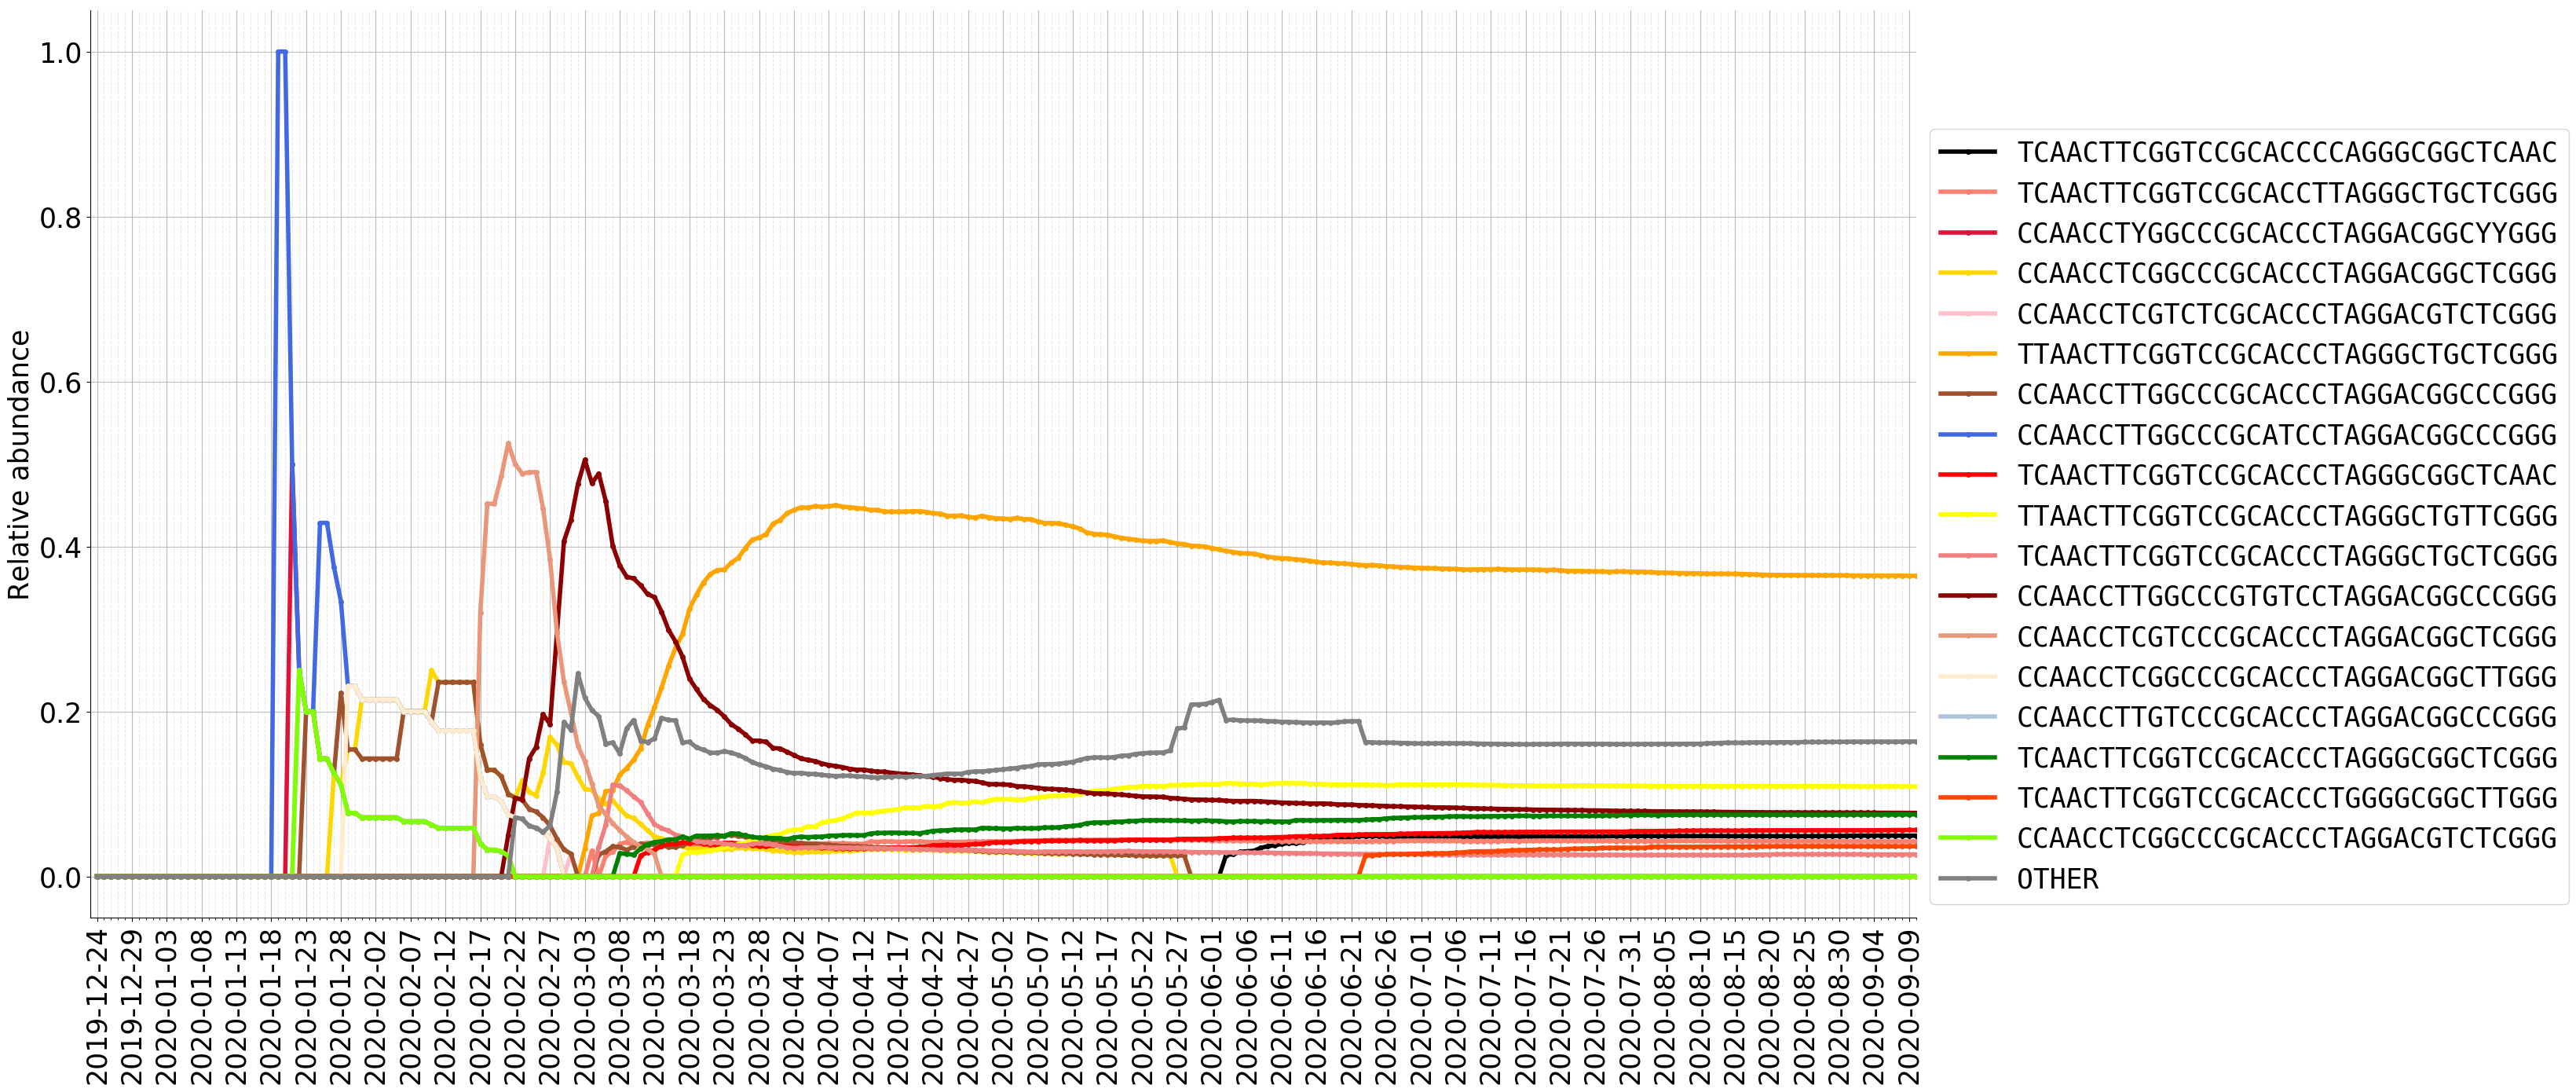 Relative abundance
1.0
0.8
0.6
0.4
0.2
0.0
2019-12-24
2019-12-29
2020-01-03
2020-01-08
2020-01-13
2020-01-18
2020-01-23
2020-01-28
2020-02-02
2020-02-07
2020-02-12
2020-02-17
2020-02-22
2020-02-27
2020-03-03
2020-03-08
2020-03-13
2020-03-18
2020-03-23
2020-03-28
2020-04-02
2020-04-07
2020-04-12
2020-04-17
2020-04-22
2020-04-27
2020-05-02
2020-05-07
2020-05-12
2020-05-17
2020-05-22
2020-05-27
2020-06-01
2020-06-06
2020-06-11
2020-06-16
2020-06-21
2020-06-26
2020-07-01
2020-07-06
2020-07-11
2020-07-16
2020-07-21
2020-07-26
2020-07-31
2020-08-05
2020-08-10
2020-08-15
2020-08-20
2020-08-25
2020-08-30
2020-09-04
2020-09-09
TCAACTTCGGTCCGCACCCCAGGGCGGCTCAAC
TCAACTTCGGTCCGCACCTTAGGGCTGCTCGGG
CCAACCTYGGCCCGCACCCTAGGACGGCYYGGG
CCAACCTCGGCCCGCACCCTAGGACGGCTCGGG
CCAACCTCGTCTCGCACCCTAGGACGTCTCGGG
TTAACTTCGGTCCGCACCCTAGGGCTGCTCGGG
CCAACCTTGGCCCGCACCCTAGGACGGCCCGGG
CCAACCTTGGCCCGCATCCTAGGACGGCCCGGG
TCAACTTCGGTCCGCACCCTAGGGCGGCTCAAC
TTAACTTCGGTCCGCACCCTAGGGCTGTTCGGG
TCAACTTCGGTCCGCACCCTAGGGCTGCTCGGG
CCAACCTTGGCCCGTGTCCTAGGACGGCCCGGG
CCAACCTCGTCCCGCACCCTAGGACGGCTCGGG
CCAACCTCGGCCCGCACCCTAGGACGGCTTGGG
CCAACCTTGTCCCGCACCCTAGGACGGCCCGGG
TCAACTTCGGTCCGCACCCTAGGGCGGCTCGGG
TCAACTTCGGTCCGCACCCTGGGGCGGCTTGGG
CCAACCTCGGCCCGCACCCTAGGACGTCTCGGG
OTHER